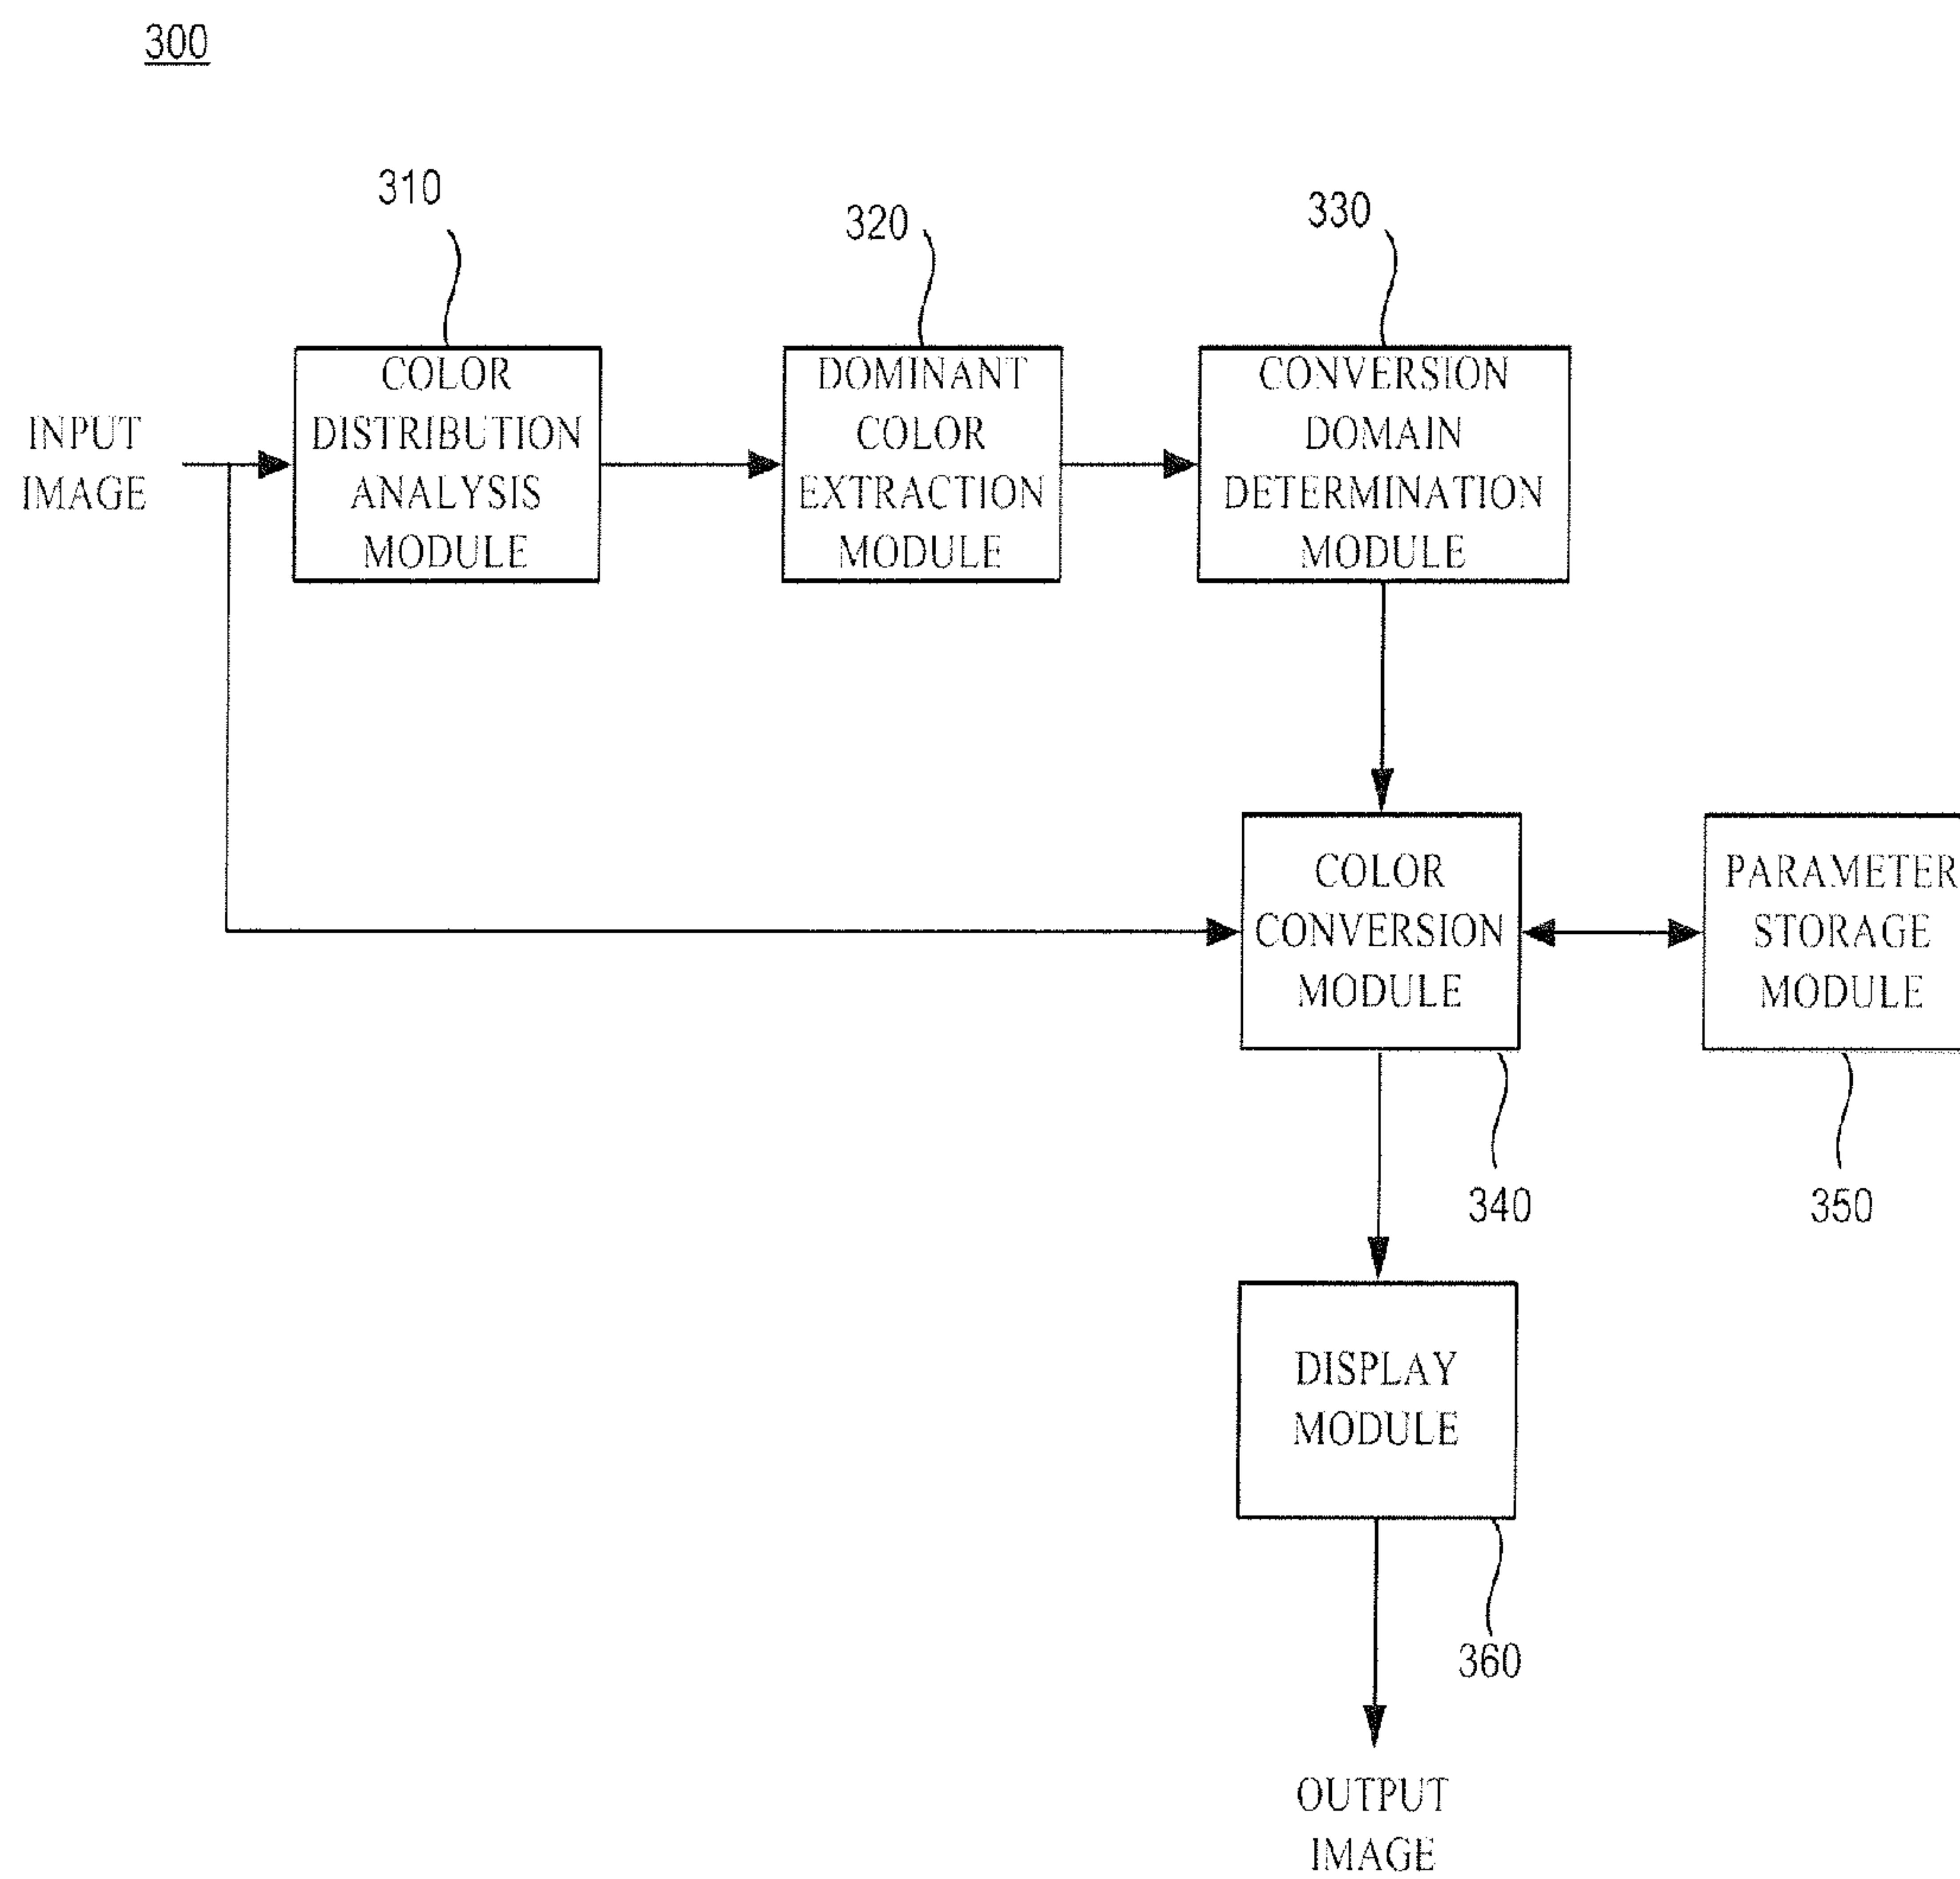 300
310
320
330
INPUT
IMAGE
COLOR
DISTRIBUTION
ANALYSIS
MODULE
DOMINANT
COLOR
EXTRACTION
MODULE
CONVERSION
DOMAIN
DETERMINATION
MODULE
COLOR
CONVERSION
MODULE
PARAMETER
STORAGE
MODULE
340
350
DISPLAY
MODULE
360
OUTPUT
IMAGE